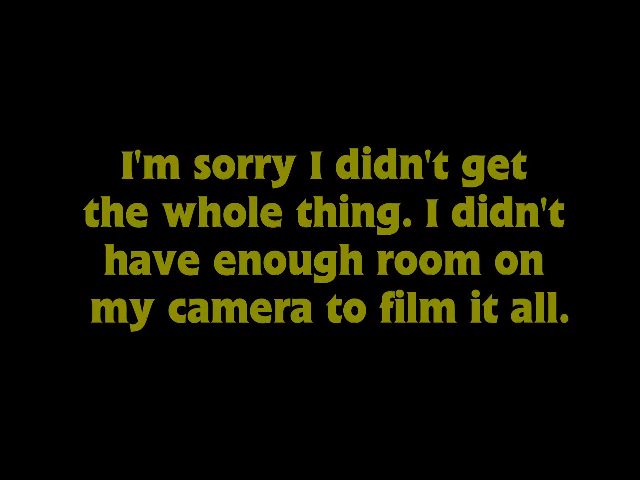 I'm sorry I didn't get
the whole thing. I didn't
have enough room on
my camera to film it all.